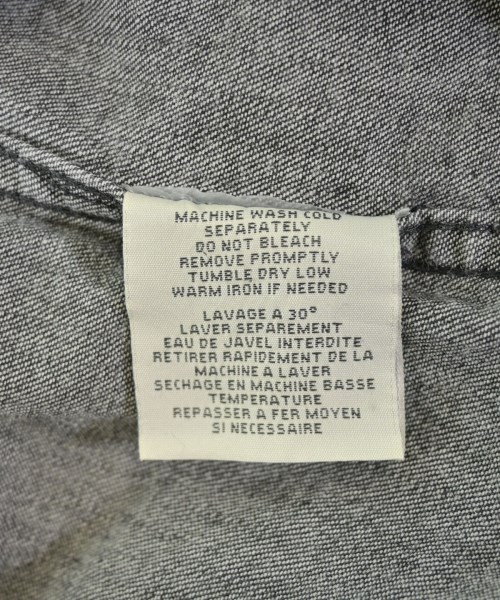 MACHINE WASH COLD
SEPARATELY
DO NOT BLEACH
REMOVE PROMPTLY
TUMBLE DRY LOW
WARM IRON IF NEEDED
LAVAGE A 30°
LAVER SEPAREMENT
EAU DE JAVEL INTERDITE
RETIRER RAPIDEMENT DE LA
MACHINE A LAVER
SECHAGE EN MACHINE BASSE
TEMPERATURE
REPASSER A FER MOYEN
SI NECESSAIRE